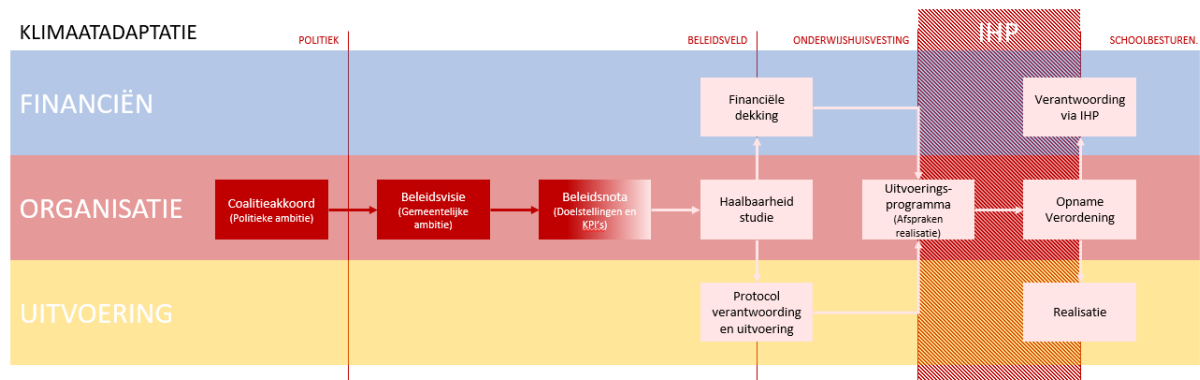 KLIMAATADAPTATIE
POLITIEK
BELEIDSVELD
ONDERWIJSHUISVESTING
IHP
SCHOOLBESTUREN.
FINANCIËN
Financiële
dekking
Verantwoording
via IHP
ORGANISATIE
Coalitieakkoord
(Politieke ambitie)
Beleidsvisie
(Gemeentelijke
ambitie)
Beleidsnota
(Doelstellingen en
KPI's)
Haalbaarheid
studie
Uitvoerings-
programma
(Afspraken
realisatie)
Opname
Verordening
UITVOERING
Protocol
verantwoording
en uitvoering
Realisatie